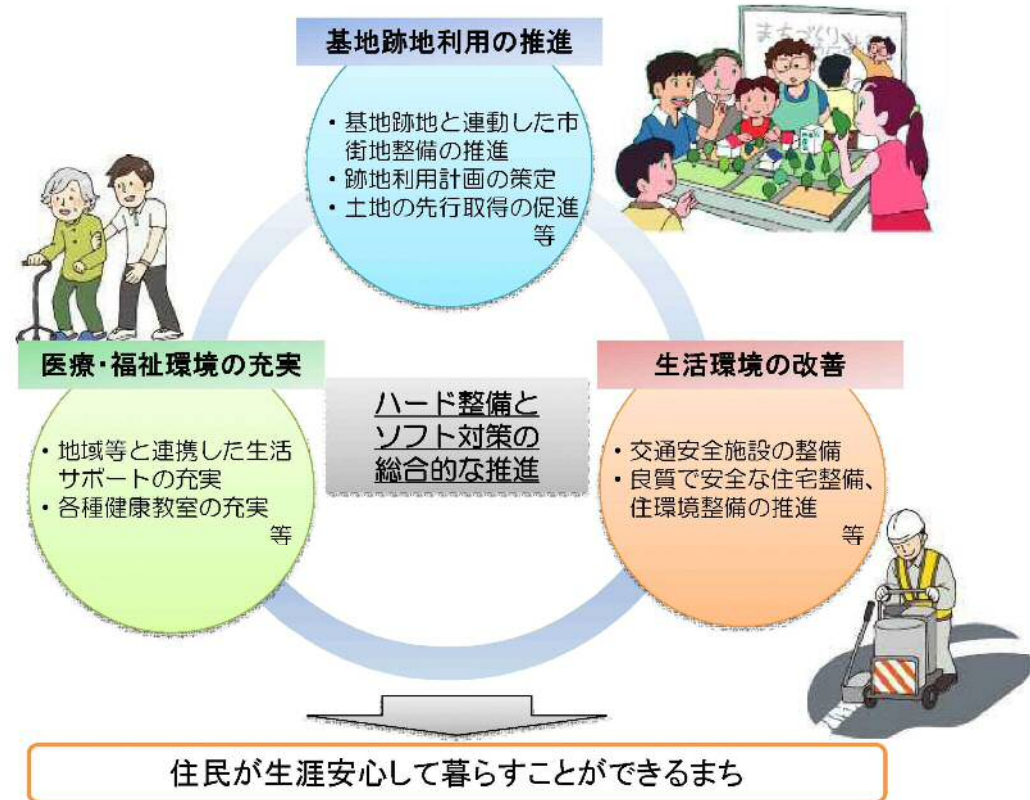 基地跡地利用の推進
まちづくり
・基地跡地と連動した市
街地整備の推進
・跡地利用計画の策定
・土地の先行取得の促進
等
医療・福祉環境の充実
・地域等と連携した生活
サポートの充実
・各種健康教室の充実
等
ハード整備と
ソフト対策の
総合的な推進
生活環境の改善
・交通安全施設の整備
・良質で安全な住宅整備、
住環境整備の推進
等
住民が生涯安心して暮らすことができるまち